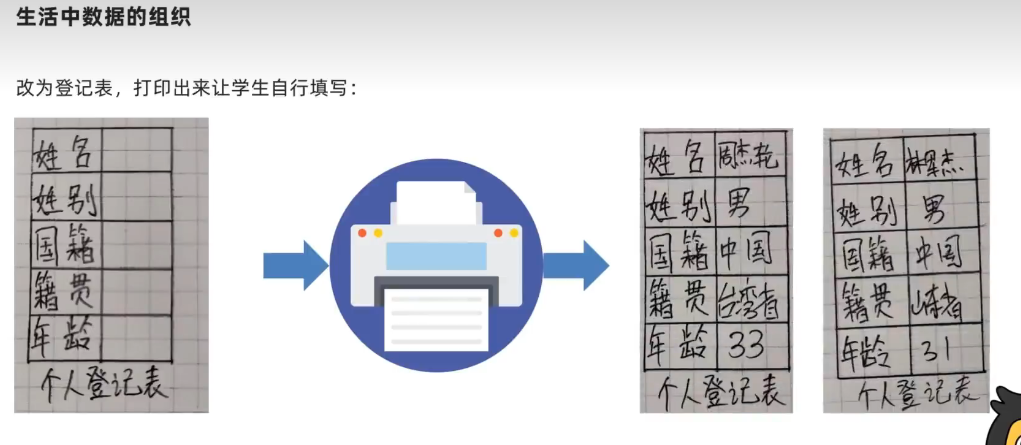 生活中数据的组织
改为登记表，打印出来让学生自行填写：
姓名
姓别
国籍
籍贯
年龄
个人登记表
姓名 周杰轮
姓别 男
国籍 中国
籍贯 台湾省
年龄 33
个人登记表
姓名 林军杰
姓别 男
国籍 中国
籍贯 山东省
年龄 31
个人登记表